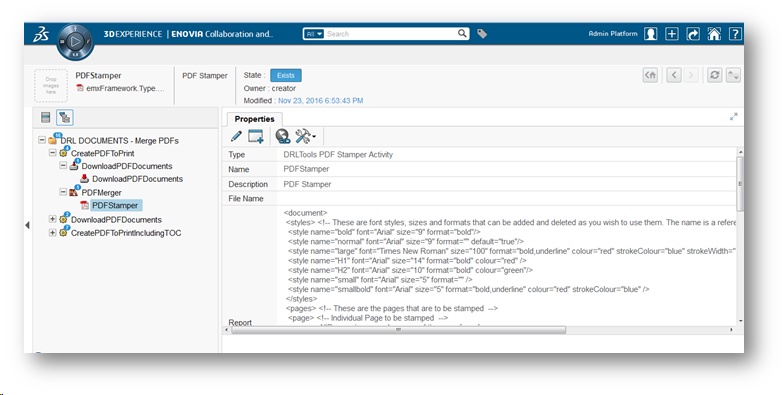 3DEXPERIENCE | ENOVIA Collaboration and..
All
Search
Admin Platform
Drop images here
PDFStamper
emxFramework.Type....
PDF Stamper
State : Exists
Owner : creator
Modified : Nov 23, 2016 6:53:43 PM
DRL DOCUMENTS - Merge PDFs
CreatePDFToPrint
DownloadPDFDocuments
DownloadPDFDocuments
PDFMerger
PDFStamper
DownloadPDFDocuments
CreatePDFToPrintIncludingTOC
Properties
Type DRLTools PDF Stamper Activity
Name PDFStamper
Description PDF Stamper
File Name
<document>
<styles> <!-- These are font styles, sizes and formats that can be added and deleted as you wish to use them. The name is a refere
<style name="bold" font="Arial" size="9" format="bold"/>
<style name="normal" font="Arial" size="9" format="" default="true"/>
<style name="large" font="Times New Roman" size="100" format="bold,underline" colour="red" strokeColour="blue" strokeWidth="
<style name="H1" font="Arial" size="14" format="bold" colour="red" />
<style name="H2" font="Arial" size="10" format="bold" colour="green"/>
<style name="small" font="Arial" size="5" format="" />
<style name="smallbold" font="Arial" size="5" format="bold,underline" colour="red" strokeColour="blue" />
</styles>
<pages> <!-- These are the pages that are to be stamped -->
<page> <!-- Individual Page to be stamped -->
Report